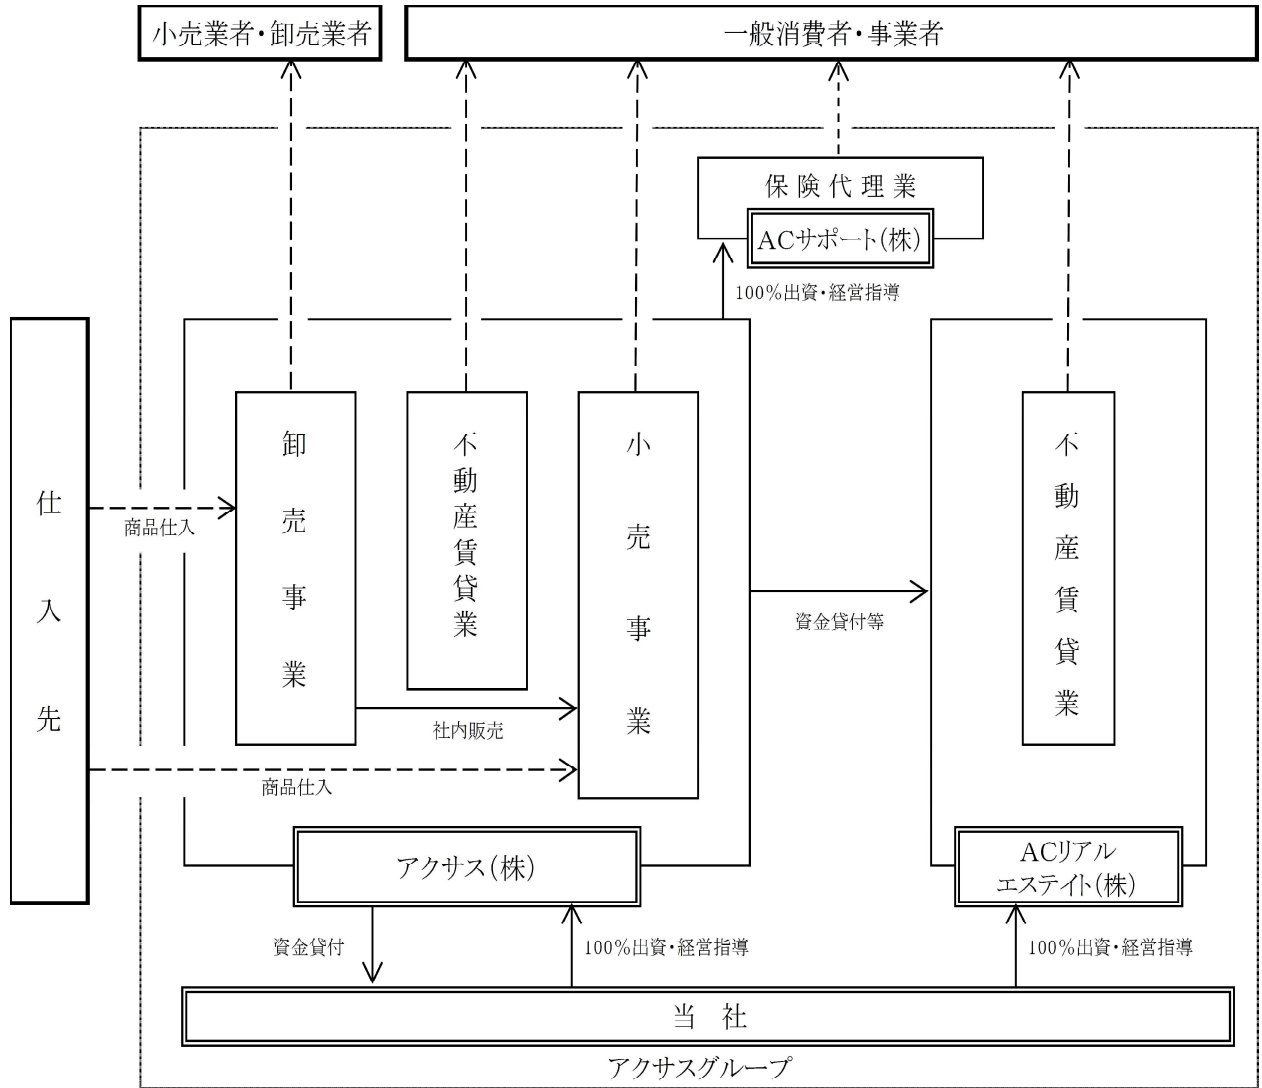 小売業者・卸売業者
一般消費者・事業者
保険代理業
ACサポート(株)
100%出資・経営指導
仕入先
商品仕入
卸売事業
不動産賃貸業
小売事業
不動産賃貸業
資金貸付等
社内販売
商品仕入
アクサス(株)
ACリアル
エステイト(株)
資金貸付
100%出資・経営指導
100%出資・経営指導
当社
アクサスグループ